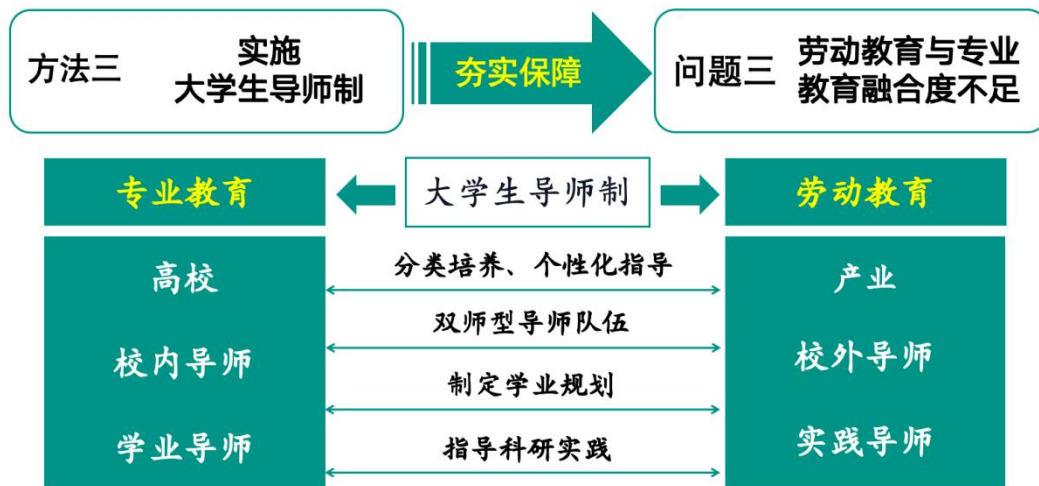 方法三
实施
大学生导师制
夯实保障
问题三
劳动教育与专业
教育融合度不足
专业教育
大学生导师制
劳动教育
高校
分类培养、个性化指导
产业
双师型导师队伍
校内导师
校外导师
制定学业规划
学业导师
指导科研实践
实践导师